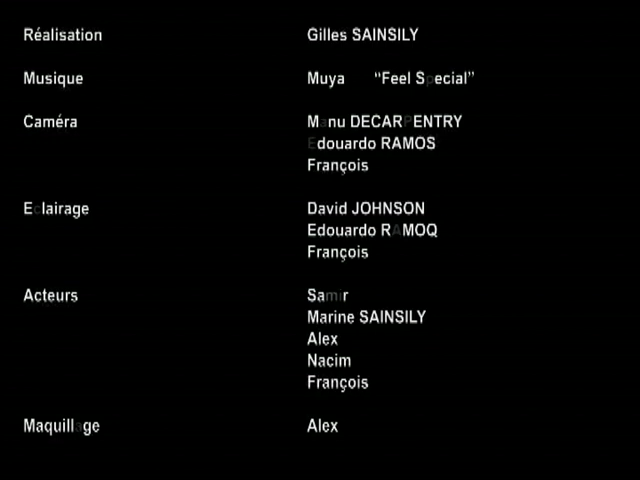 Réalisation Gilles SAINSILY
Musique Muya “Feel Special”
Caméra Manu DECARPENTRY
Edouardo RAMOS
François
Eclairage David JOHNSON
Edouardo RAMOQ
François
Acteurs Samir
Marine SAINSILY
Alex
Nacim
François
Maquillage Alex